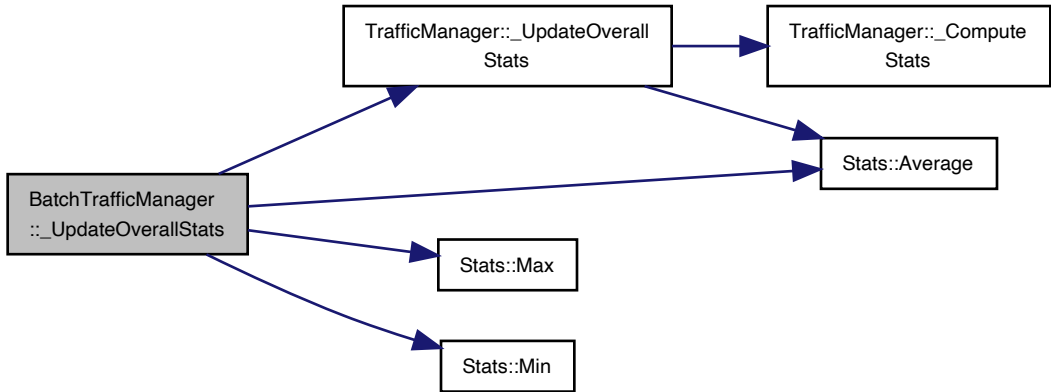 TrafficManager::_UpdateOverall
Stats
TrafficManager::_Compute
Stats
Stats::Average
BatchTrafficManager
::_UpdateOverallStats
Stats::Max
Stats::Min